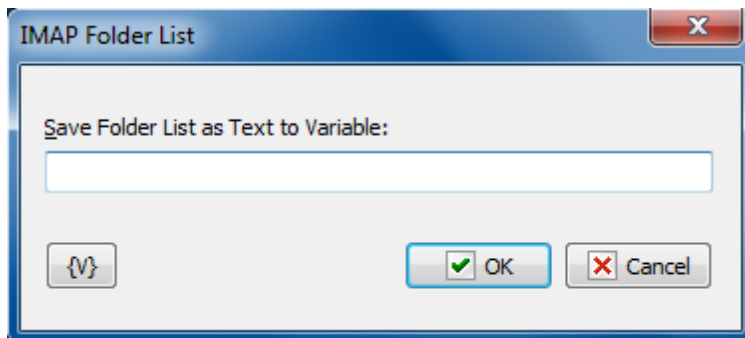 IMAP Folder List
Save Folder List as Text to Variable:
{V}
OK
Cancel